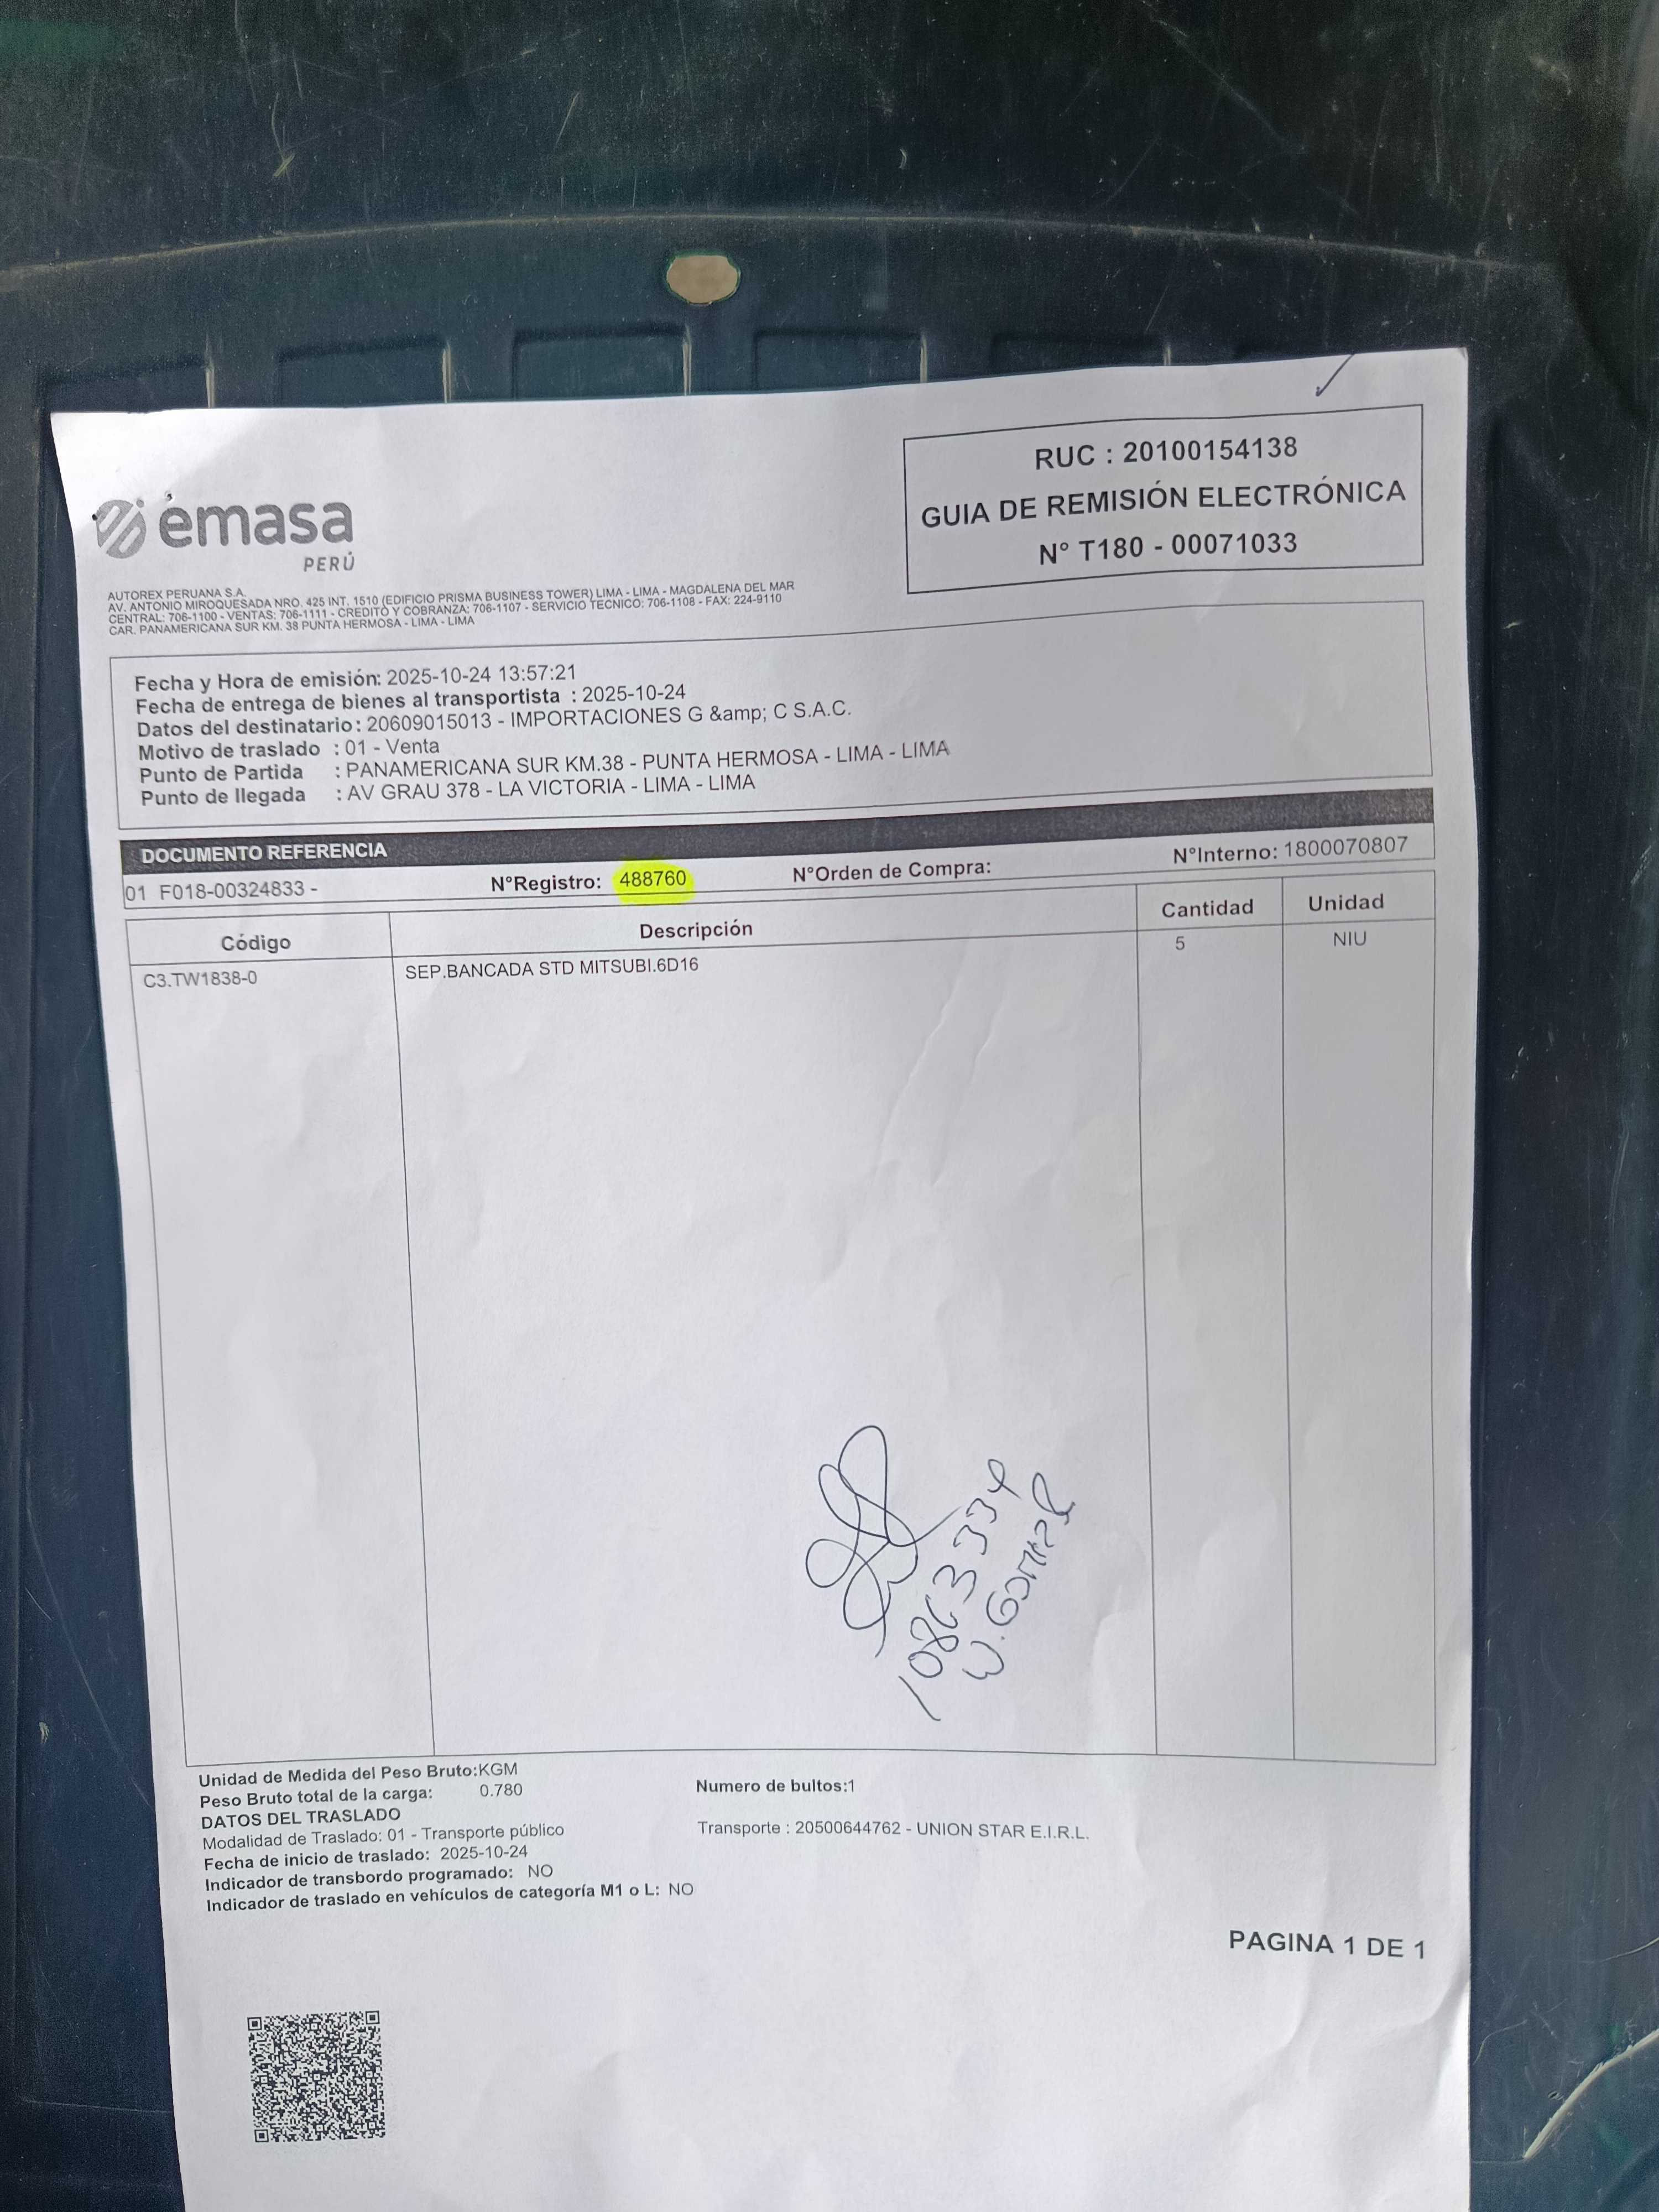 RUC : 20100154138
GUIA DE REMISIÓN ELECTRÓNICA
N° T180 - 00071033
emasa
PERÚ
AUTOREX PERUANA S.A.
AV. ANTONIO MIROQUESADA NRO. 425 INT. 1510 (EDIFICIO PRISMA BUSINESS TOWER) LIMA - LIMA - MAGDALENA DEL MAR
CENTRAL: 706-1100 - VENTAS: 706-1111 - CREDITO Y COBRANZA: 706-1107 - SERVICIO TECNICO: 706-1108 - FAX: 224-9110
CAR. PANAMERICANA SUR KM. 38 PUNTA HERMOSA - LIMA - LIMA
Fecha y Hora de emisión: 2025-10-24 13:57:21
Fecha de entrega de bienes al transportista : 2025-10-24
Datos del destinatario: 20609015013 - IMPORTACIONES G &amp; C S.A.C.
Motivo de traslado : 01 - Venta
Punto de Partida : PANAMERICANA SUR KM.38 - PUNTA HERMOSA - LIMA - LIMA
Punto de llegada : AV GRAU 378 - LA VICTORIA - LIMA - LIMA
DOCUMENTO REFERENCIA
01 F018-00324833 - N°Registro: 488760 N°Orden de Compra: N°Interno: 1800070807
Código Descripción Cantidad Unidad
C3.TW1838-0 SEP.BANCADA STD MITSUBI.6D16 5 NIU
W.
Unidad de Medida del Peso Bruto:KGM
Peso Bruto total de la carga: 0.780 Numero de bultos:1
DATOS DEL TRASLADO
Modalidad de Traslado: 01 - Transporte público Transporte : 20500644762 - UNION STAR E.I.R.L.
Fecha de inicio de traslado: 2025-10-24
Indicador de transbordo programado: NO
Indicador de traslado en vehículos de categoría M1 o L: NO
PAGINA 1 DE 1